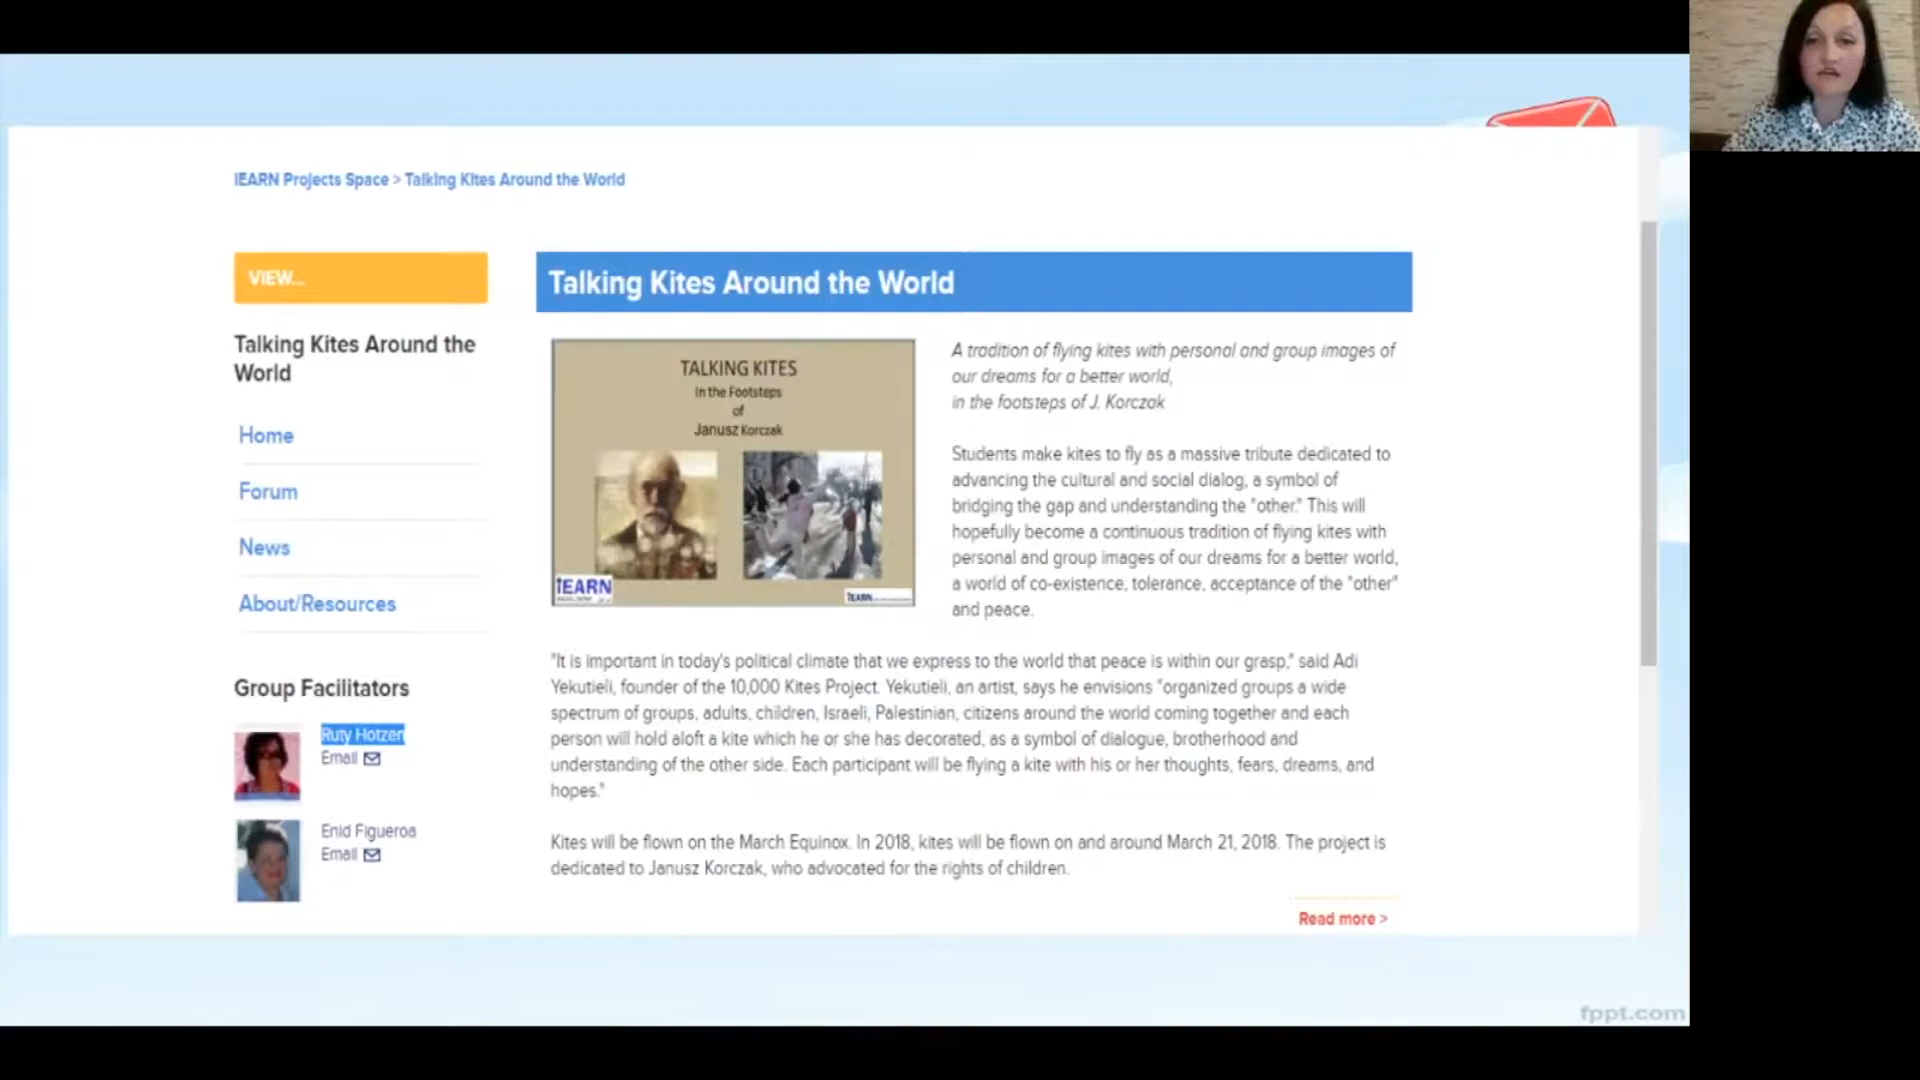 IEARN Projects Space > Talking Kites Around the World
VIEW...
Talking Kites Around the
World
Home
Forum
News
About/Resources
Group Facilitators
Ruty Hotzen
Email
Enid Figueroa
Email
Talking Kites Around the World
TALKING KITES
In the Footsteps
of
Janusz Korczak
iEARN
iEARN
A tradition of flying kites with personal and group images of
our dreams for a better world,
in the footsteps of J. Korczak
Students make kites to fly as a massive tribute dedicated to
advancing the cultural and social dialog, a symbol of
bridging the gap and understanding the "other." This will
hopefully become a continuous tradition of flying kites with
personal and group images of our dreams for a better world,
a world of co-existence, tolerance, acceptance of the "other"
and peace.
"It is important in today's political climate that we express to the world that peace is within our grasp," said Adi
Yekutieli, founder of the 10,000 Kites Project. Yekutieli, an artist, says he envisions "organized groups a wide
spectrum of groups, adults, children, Israeli, Palestinian, citizens around the world coming together and each
person will hold aloft a kite which he or she has decorated, as a symbol of dialogue, brotherhood and
understanding of the other side. Each participant will be flying a kite with his or her thoughts, fears, dreams, and
hopes."
Kites will be flown on the March Equinox. In 2018, kites will be flown on and around March 21, 2018. The project is
dedicated to Janusz Korczak, who advocated for the rights of children.
Read more >
fppt.com